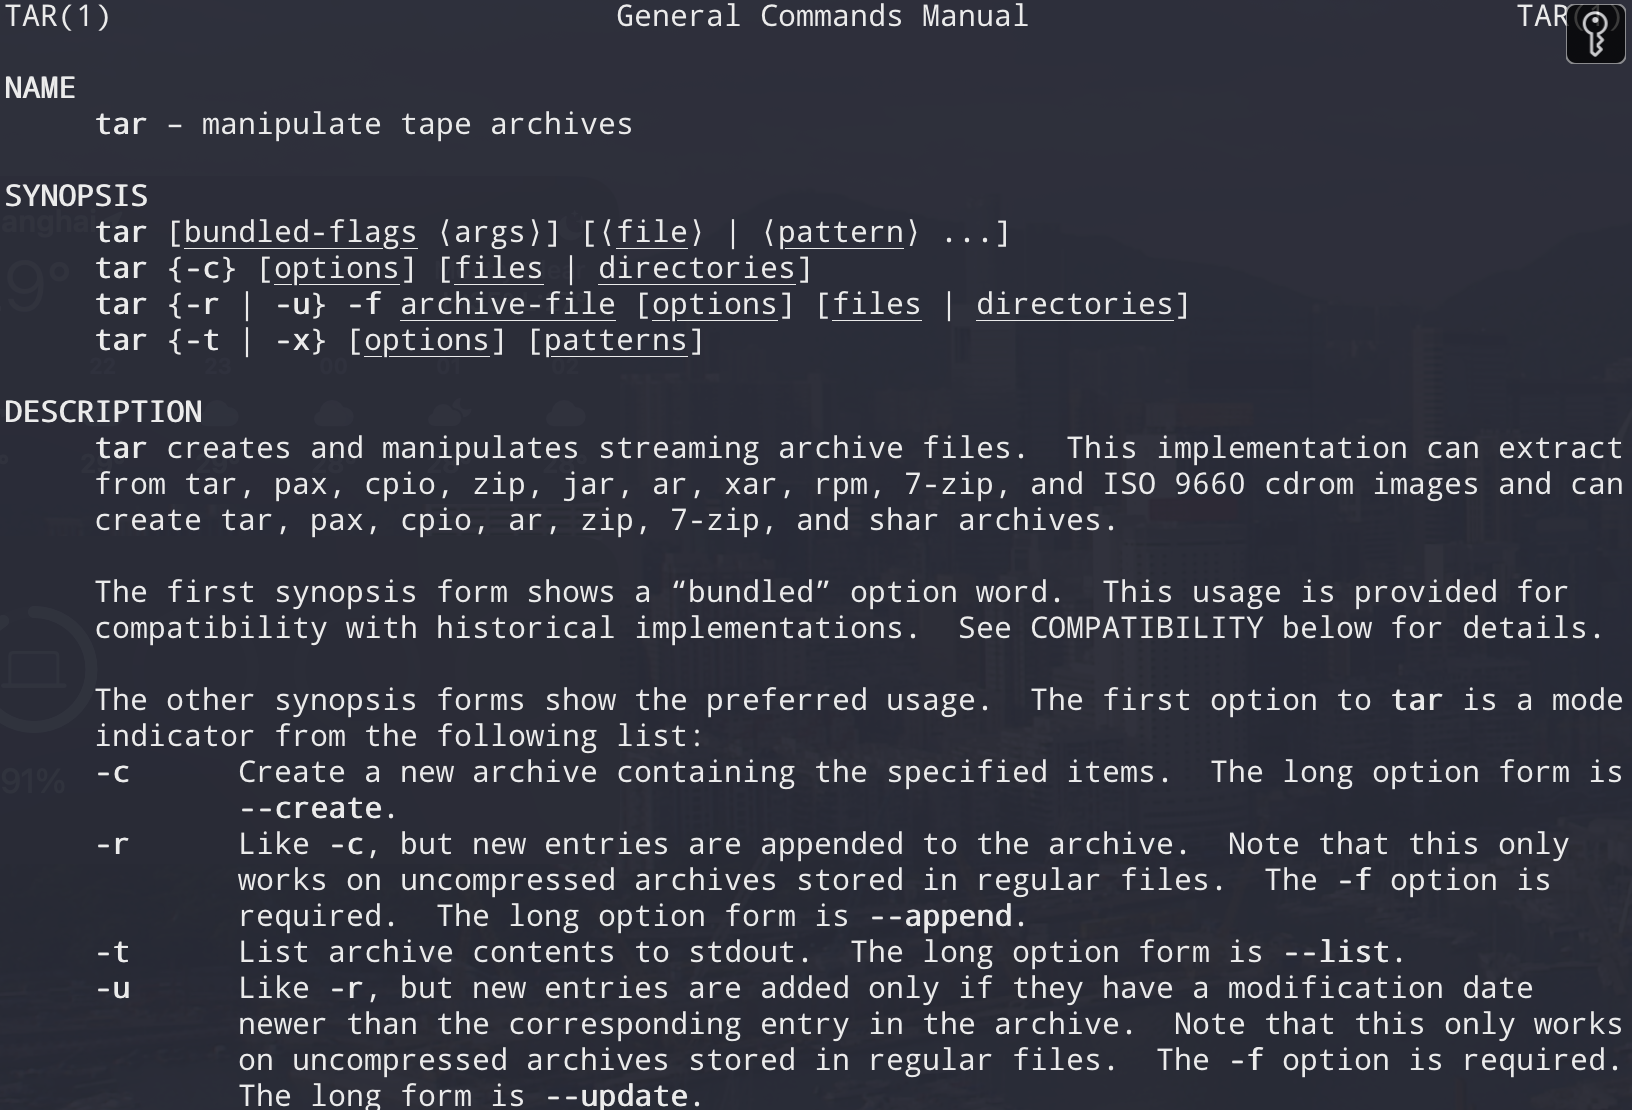 TAR(1) General Commands Manual TAR
NAME
tar – manipulate tape archives
SYNOPSIS
tar [bundled-flags ⟨args⟩] [⟨file⟩ | ⟨pattern⟩ ...]
tar {-c} [options] [files | directories]
tar {-r | -u} -f archive-file [options] [files | directories]
tar {-t | -x} [options] [patterns]
DESCRIPTION
tar creates and manipulates streaming archive files.  This implementation can extract
from tar, pax, cpio, zip, jar, ar, xar, rpm, 7-zip, and ISO 9660 cdrom images and can
create tar, pax, cpio, ar, zip, 7-zip, and shar archives.
The first synopsis form shows a “bundled” option word.  This usage is provided for
compatibility with historical implementations.  See COMPATIBILITY below for details.
The other synopsis forms show the preferred usage.  The first option to tar is a mode
indicator from the following list:
-c Create a new archive containing the specified items.  The long option form is
--create.
-r Like -c, but new entries are appended to the archive.  Note that this only
works on uncompressed archives stored in regular files.  The -f option is
required.  The long option form is --append.
-t List archive contents to stdout.  The long option form is --list.
-u Like -r, but new entries are added only if they have a modification date
newer than the corresponding entry in the archive.  Note that this only works
on uncompressed archives stored in regular files.  The -f option is required.
The long form is --update.
91%
22 23 00 01 02